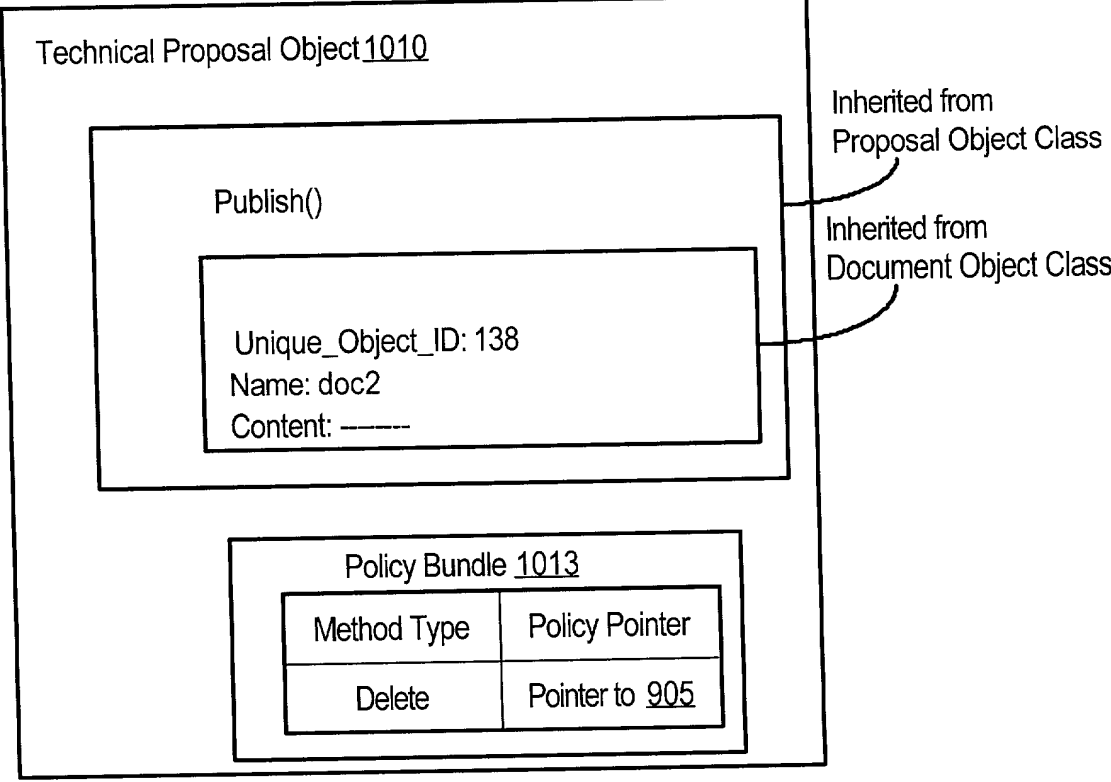 Technical Proposal Object 1010
Inherited from
Proposal Object Class
Publish()
Inherited from
Document Object Class
Unique_Object_ID: 138
Name: doc2
Content: --------
Policy Bundle 1013
Method Type Policy Pointer
Delete Pointer to 905